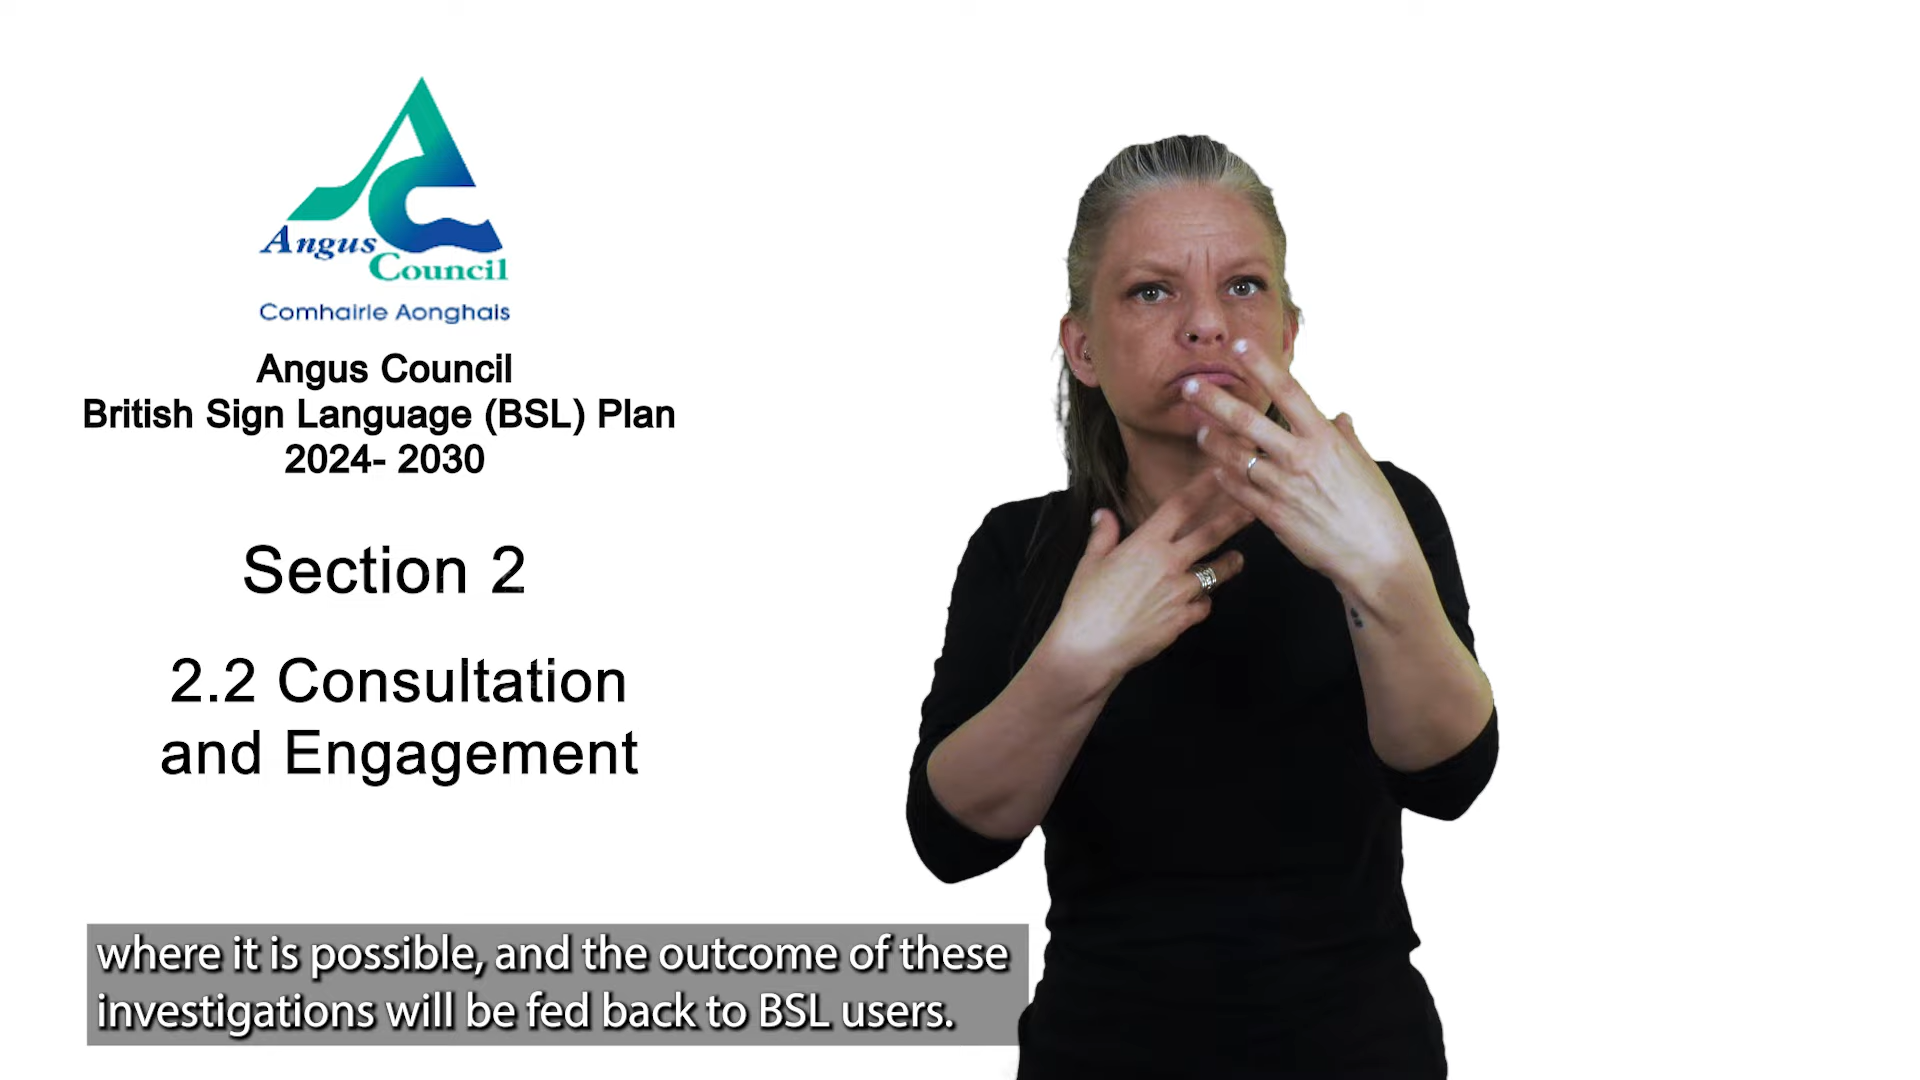 Angus
Council
Comhairle Aonghais
Angus Council
British Sign Language (BSL) Plan
2024- 2030
Section 2
2.2 Consultation
and Engagement
where it is possible, and the outcome of these
investigations will be fed back to BSL users.